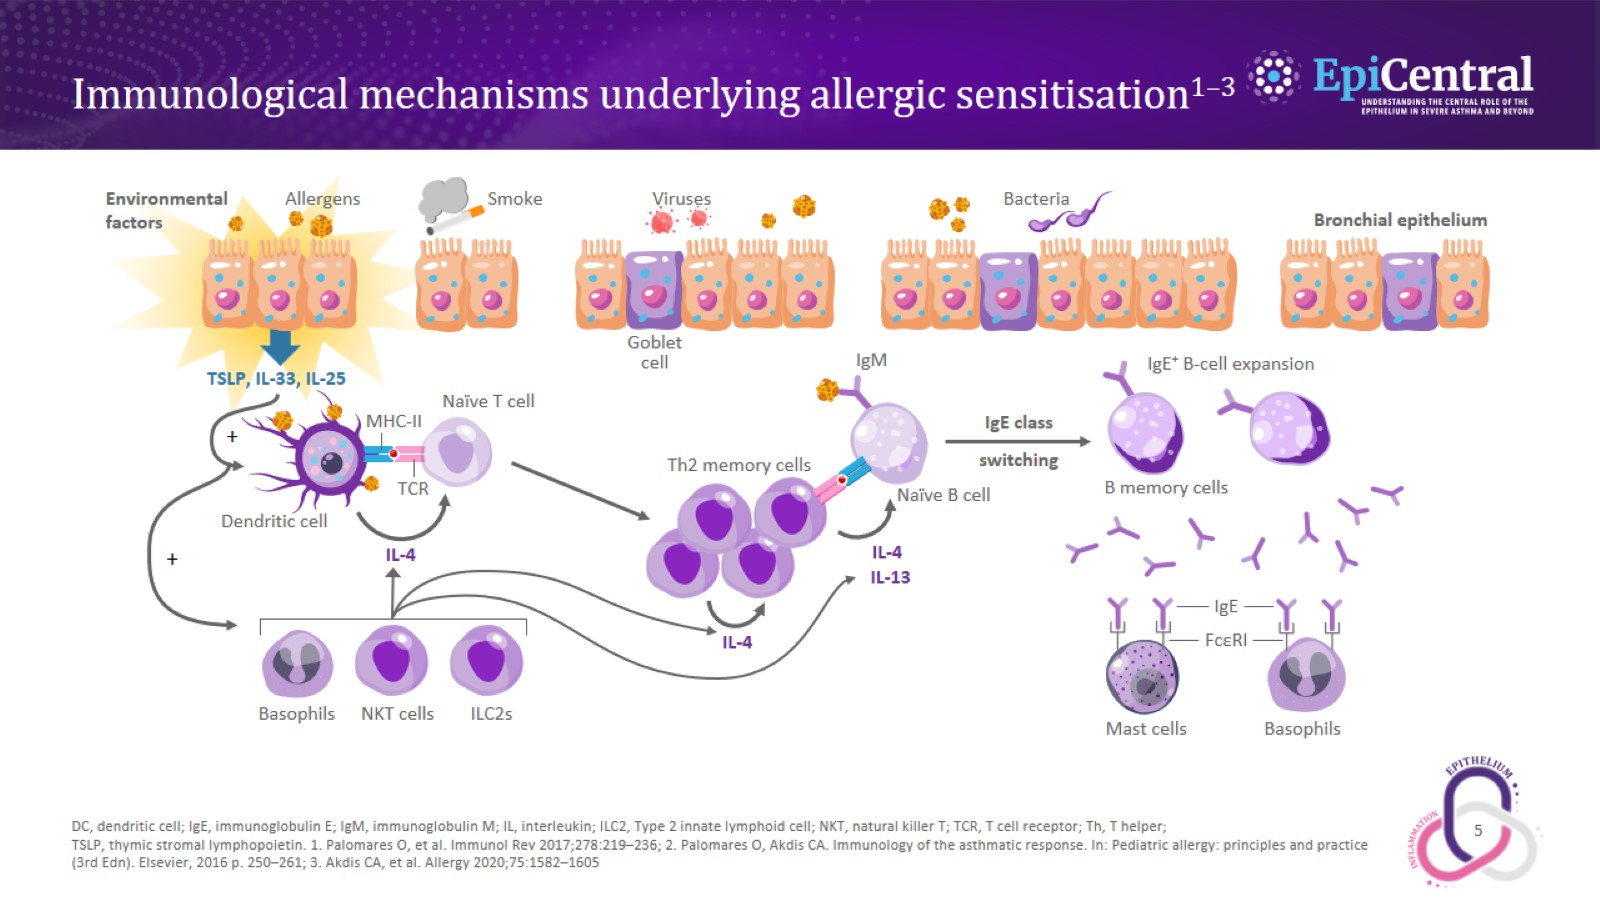 Immunological mechanisms underlying allergic sensitisation1–3
EpiCentral
UNDERSTANDING THE CENTRAL ROLE OF THE
EPITHELIUM IN SEVERE ASTHMA AND BEYOND
Environmental
factors
Allergens
Smoke
Viruses
Bacteria
Bronchial epithelium
Goblet
cell
TSLP, IL-33, IL-25
+
MHC-II
Naïve T cell
TCR
Dendritic cell
IL-4
+
Basophils
NKT cells
ILC2s
Th2 memory cells
IL-4
IgM
Naïve B cell
IL-4
IL-13
IgE class
switching
IgE+ B-cell expansion
B memory cells
IgE
FcεRI
Mast cells
Basophils
DC, dendritic cell; IgE, immunoglobulin E; IgM, immunoglobulin M; IL, interleukin; ILC2, Type 2 innate lymphoid cell; NKT, natural killer T; TCR, T cell receptor; Th, T helper;
TSLP, thymic stromal lymphopoietin. 1. Palomares O, et al. Immunol Rev 2017;278:219–236; 2. Palomares O, Akdis CA. Immunology of the asthmatic response. In: Pediatric allergy: principles and practice
(3rd Edn). Elsevier, 2016 p. 250–261; 3. Akdis CA, et al. Allergy 2020;75:1582–1605
EPITHELIUM
INFLAMMATION
5